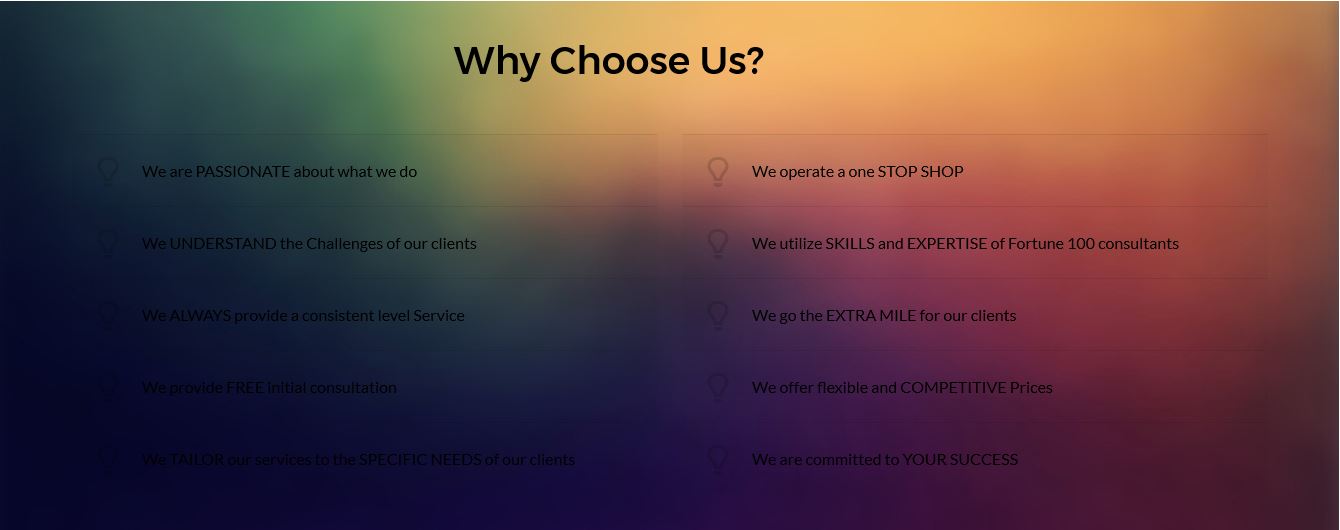 Why Choose Us?
We are PASSIONATE about what we do
We UNDERSTAND the Challenges of our clients
We ALWAYS provide a consistent level Service
We provide FREE initial consultation
We TAILOR our services to the SPECIFIC NEEDS of our clients
We operate a one STOP SHOP
We utilize SKILLS and EXPERTISE of Fortune 100 consultants
We go the EXTRA MILE for our clients
We offer flexible and COMPETITIVE Prices
We are committed to YOUR SUCCESS